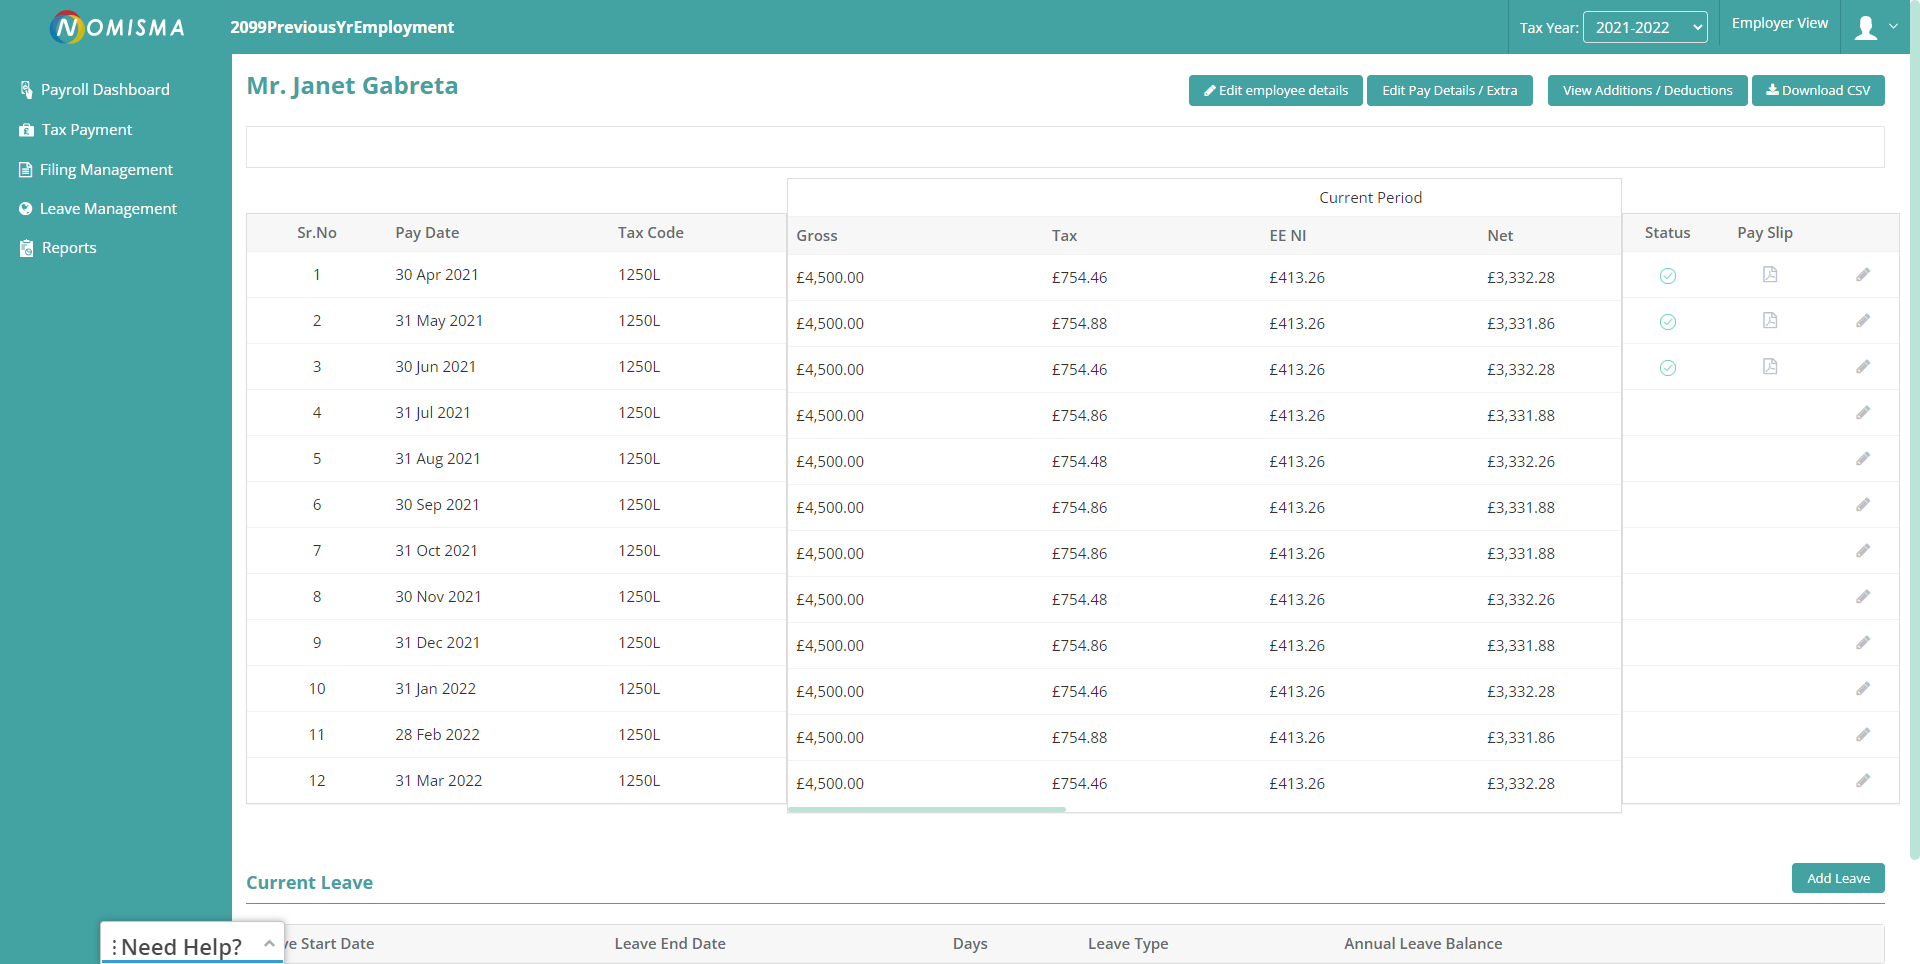 NOMISMA
2099PreviousYrEmployment
Tax Year: 2021-2022
Employer View
Payroll Dashboard
Tax Payment
Filing Management
Leave Management
Reports
Mr. Janet Gabreta
Edit employee details
Edit Pay Details / Extra
View Additions / Deductions
Download CSV
Current Period
Sr.No Pay Date Tax Code Gross Tax EE NI Net Status Pay Slip
1 30 Apr 2021 1250L £4,500.00 £754.46 £413.26 £3,332.28
2 31 May 2021 1250L £4,500.00 £754.88 £413.26 £3,331.86
3 30 Jun 2021 1250L £4,500.00 £754.46 £413.26 £3,332.28
4 31 Jul 2021 1250L £4,500.00 £754.86 £413.26 £3,331.88
5 31 Aug 2021 1250L £4,500.00 £754.48 £413.26 £3,332.26
6 30 Sep 2021 1250L £4,500.00 £754.86 £413.26 £3,331.88
7 31 Oct 2021 1250L £4,500.00 £754.86 £413.26 £3,331.88
8 30 Nov 2021 1250L £4,500.00 £754.48 £413.26 £3,332.26
9 31 Dec 2021 1250L £4,500.00 £754.86 £413.26 £3,331.88
10 31 Jan 2022 1250L £4,500.00 £754.46 £413.26 £3,332.28
11 28 Feb 2022 1250L £4,500.00 £754.88 £413.26 £3,331.86
12 31 Mar 2022 1250L £4,500.00 £754.46 £413.26 £3,332.28
Current Leave
Add Leave
Start Date Leave End Date Days Leave Type Annual Leave Balance
Need Help?